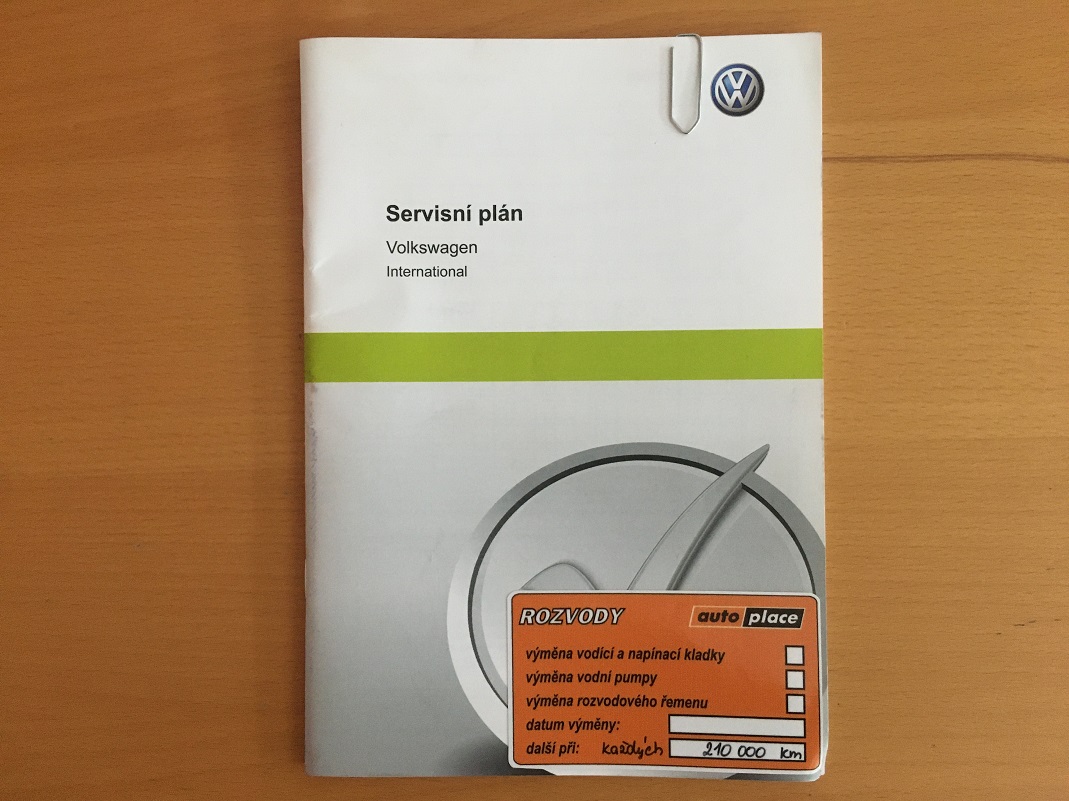 VW
Servisní plán
Volkswagen
International
ROZVODY auto place
výměna vodící a napínací kladky
výměna vodní pumpy
výměna rozvodového řemenu
datum výměny:
další při: každých 210 000 km